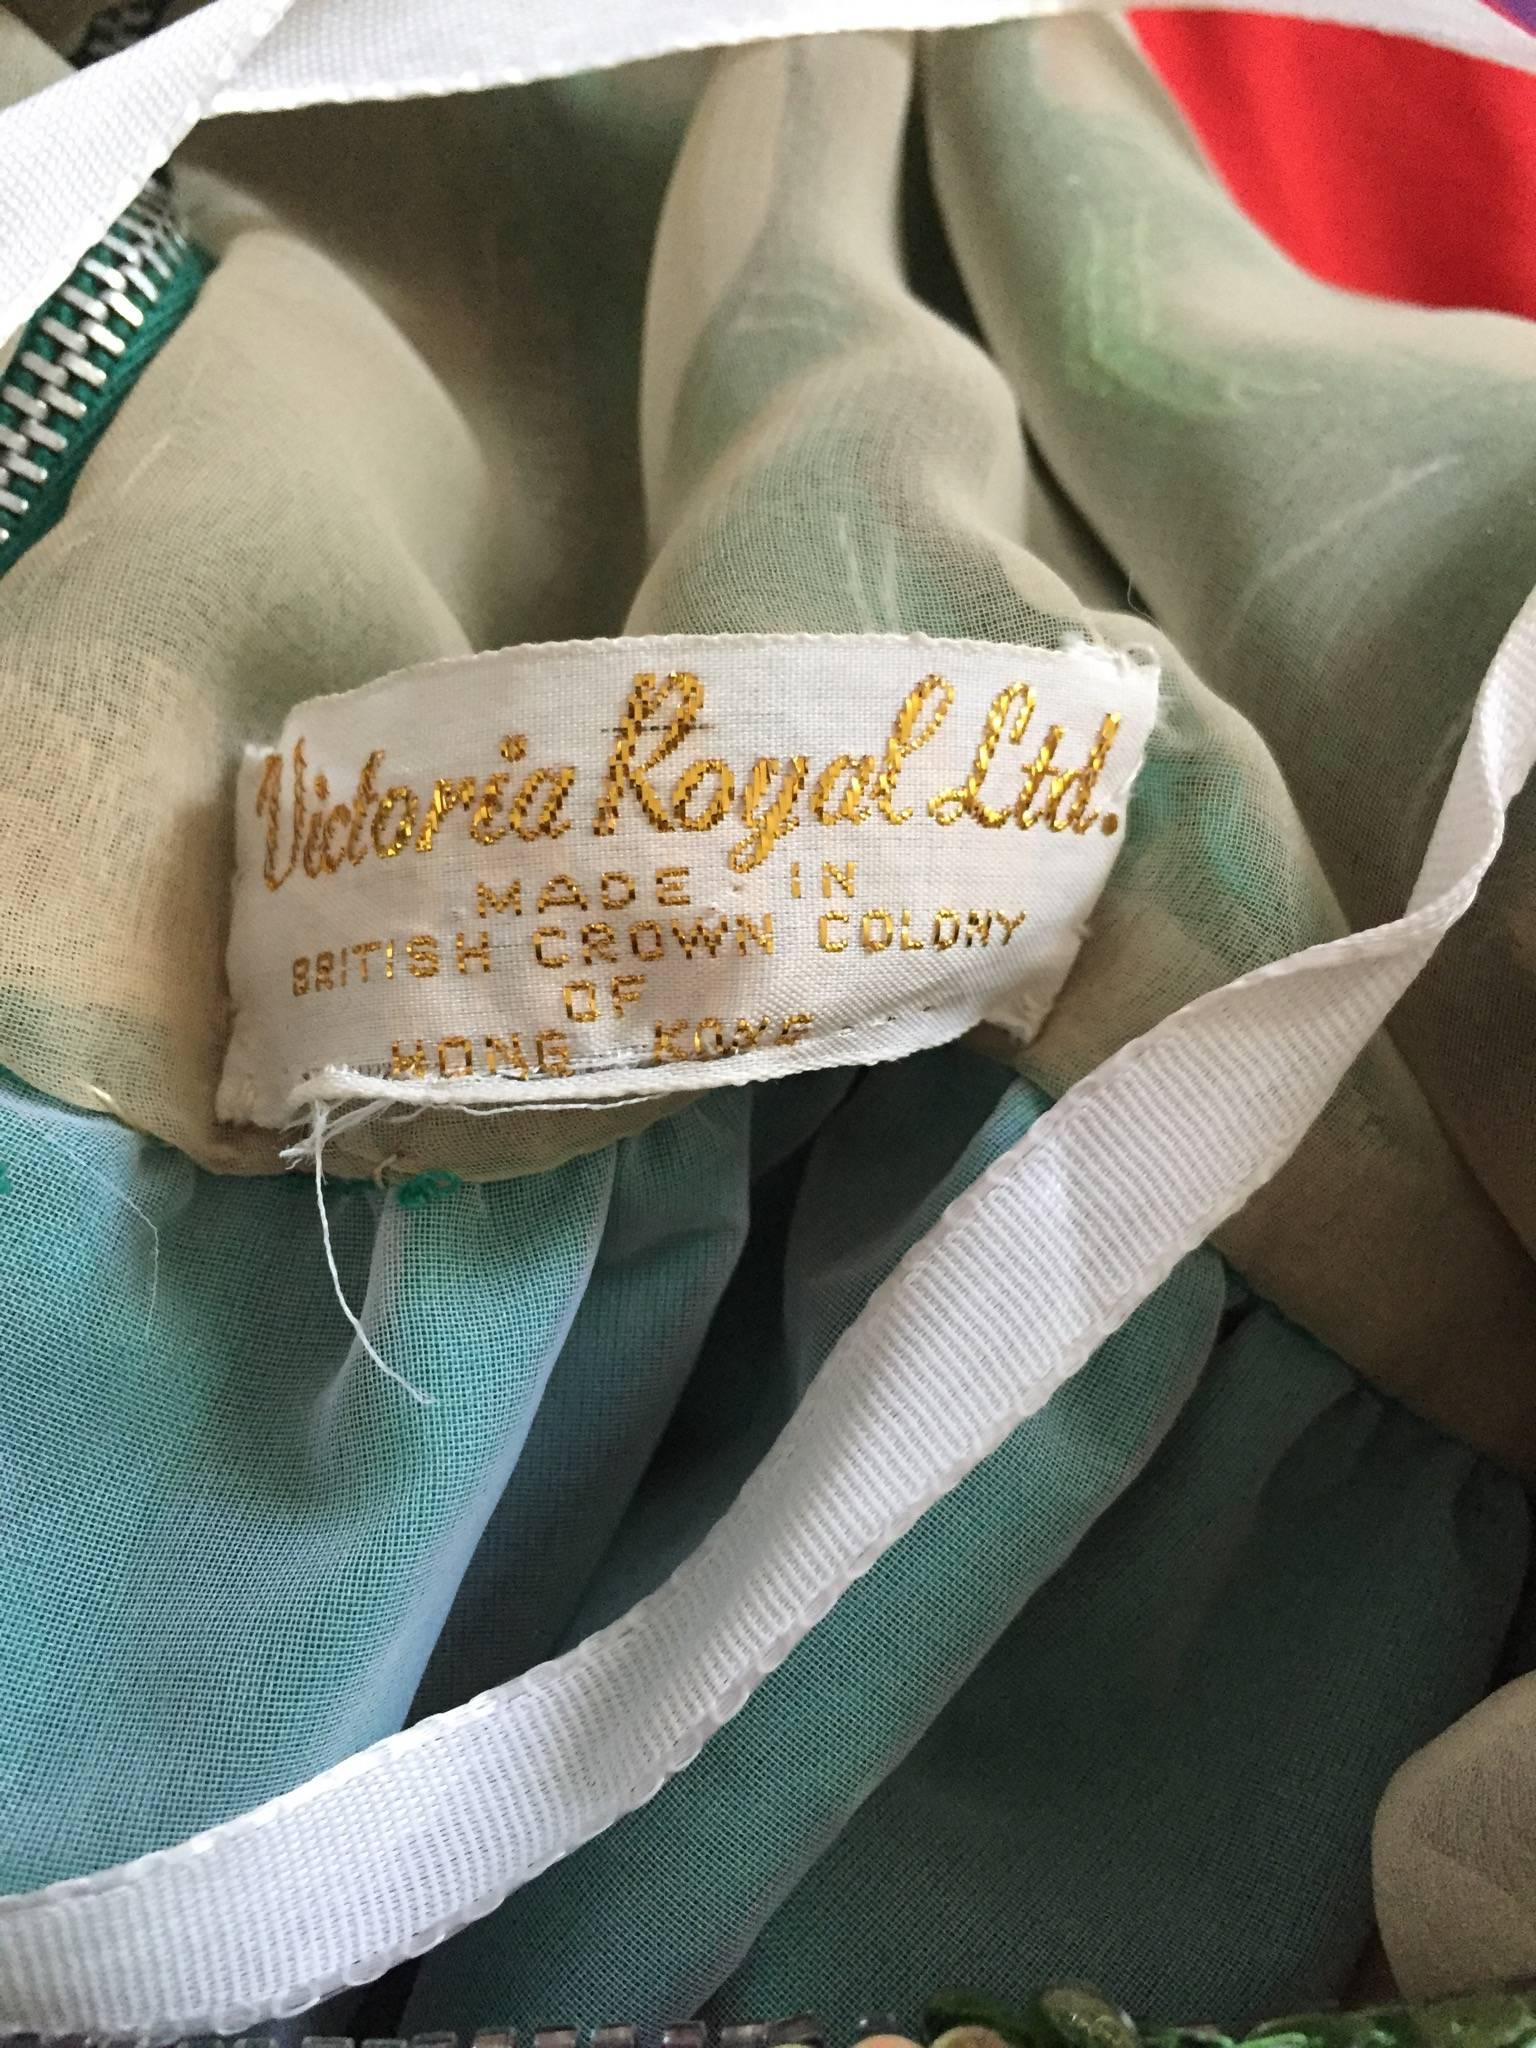 Victoria Royal Ltd.
MADE IN
BRITISH CROWN COLONY
OF
HONG KONG